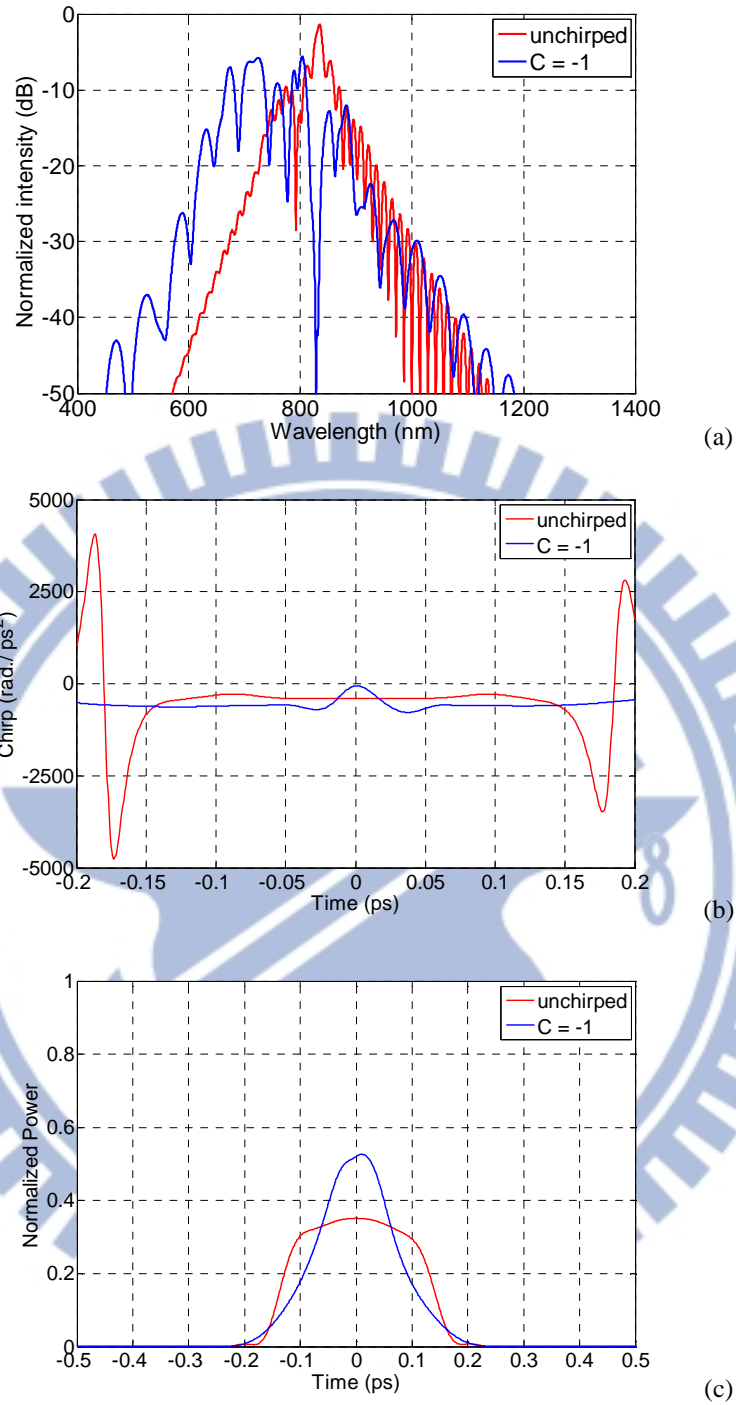 0
-10
-20
-30
-40
-50
Normalized intensity (dB)
unchirped
C = -1
400 600 800 1000 1200 1400
Wavelength (nm)
(a)
5000
2500
0
-2500
-5000
Chirp (rad./ps²)
unchirped
C = -1
-0.2 -0.15 -0.1 -0.05 0 0.05 0.1 0.15 0.2
Time (ps)
(b)
8
1
0.8
0.6
0.4
0.2
0
Normalized Power
unchirped
C = -1
-0.5 -0.4 -0.3 -0.2 -0.1 0 0.1 0.2 0.3 0.4 0.5
Time (ps)
(c)